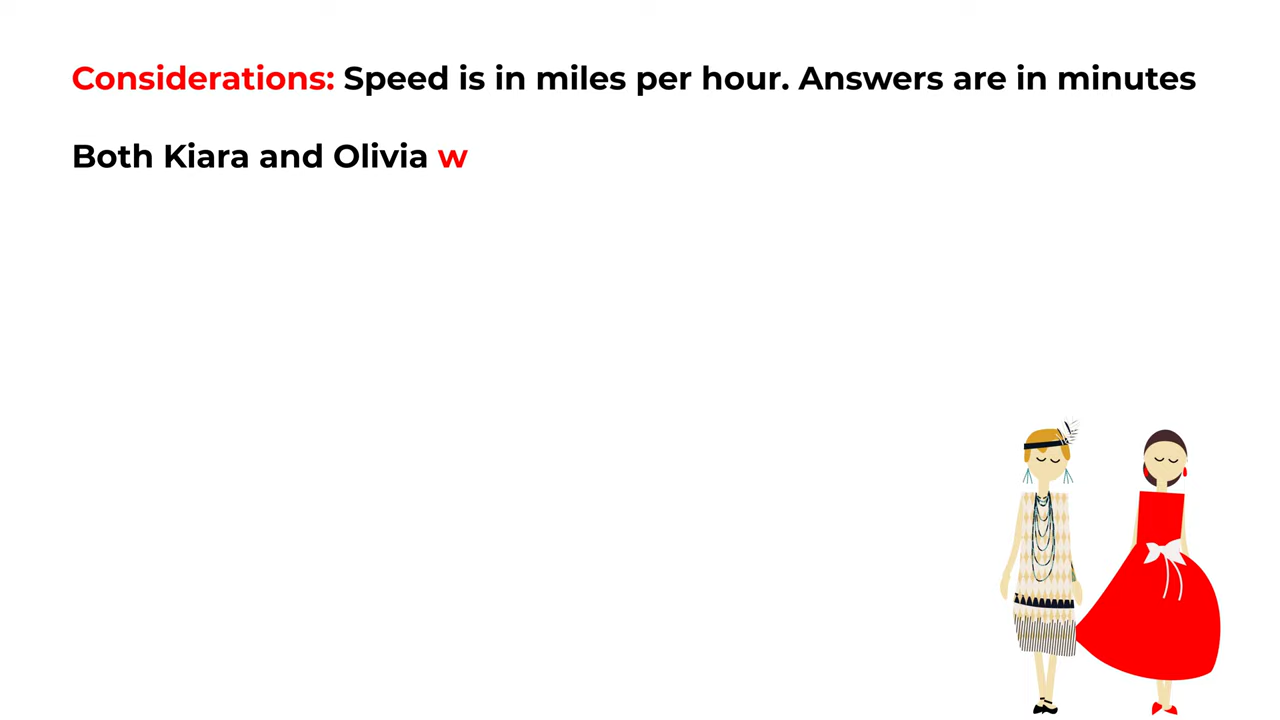 Considerations: Speed is in miles per hour. Answers are in minutes
Both Kiara and Olivia w